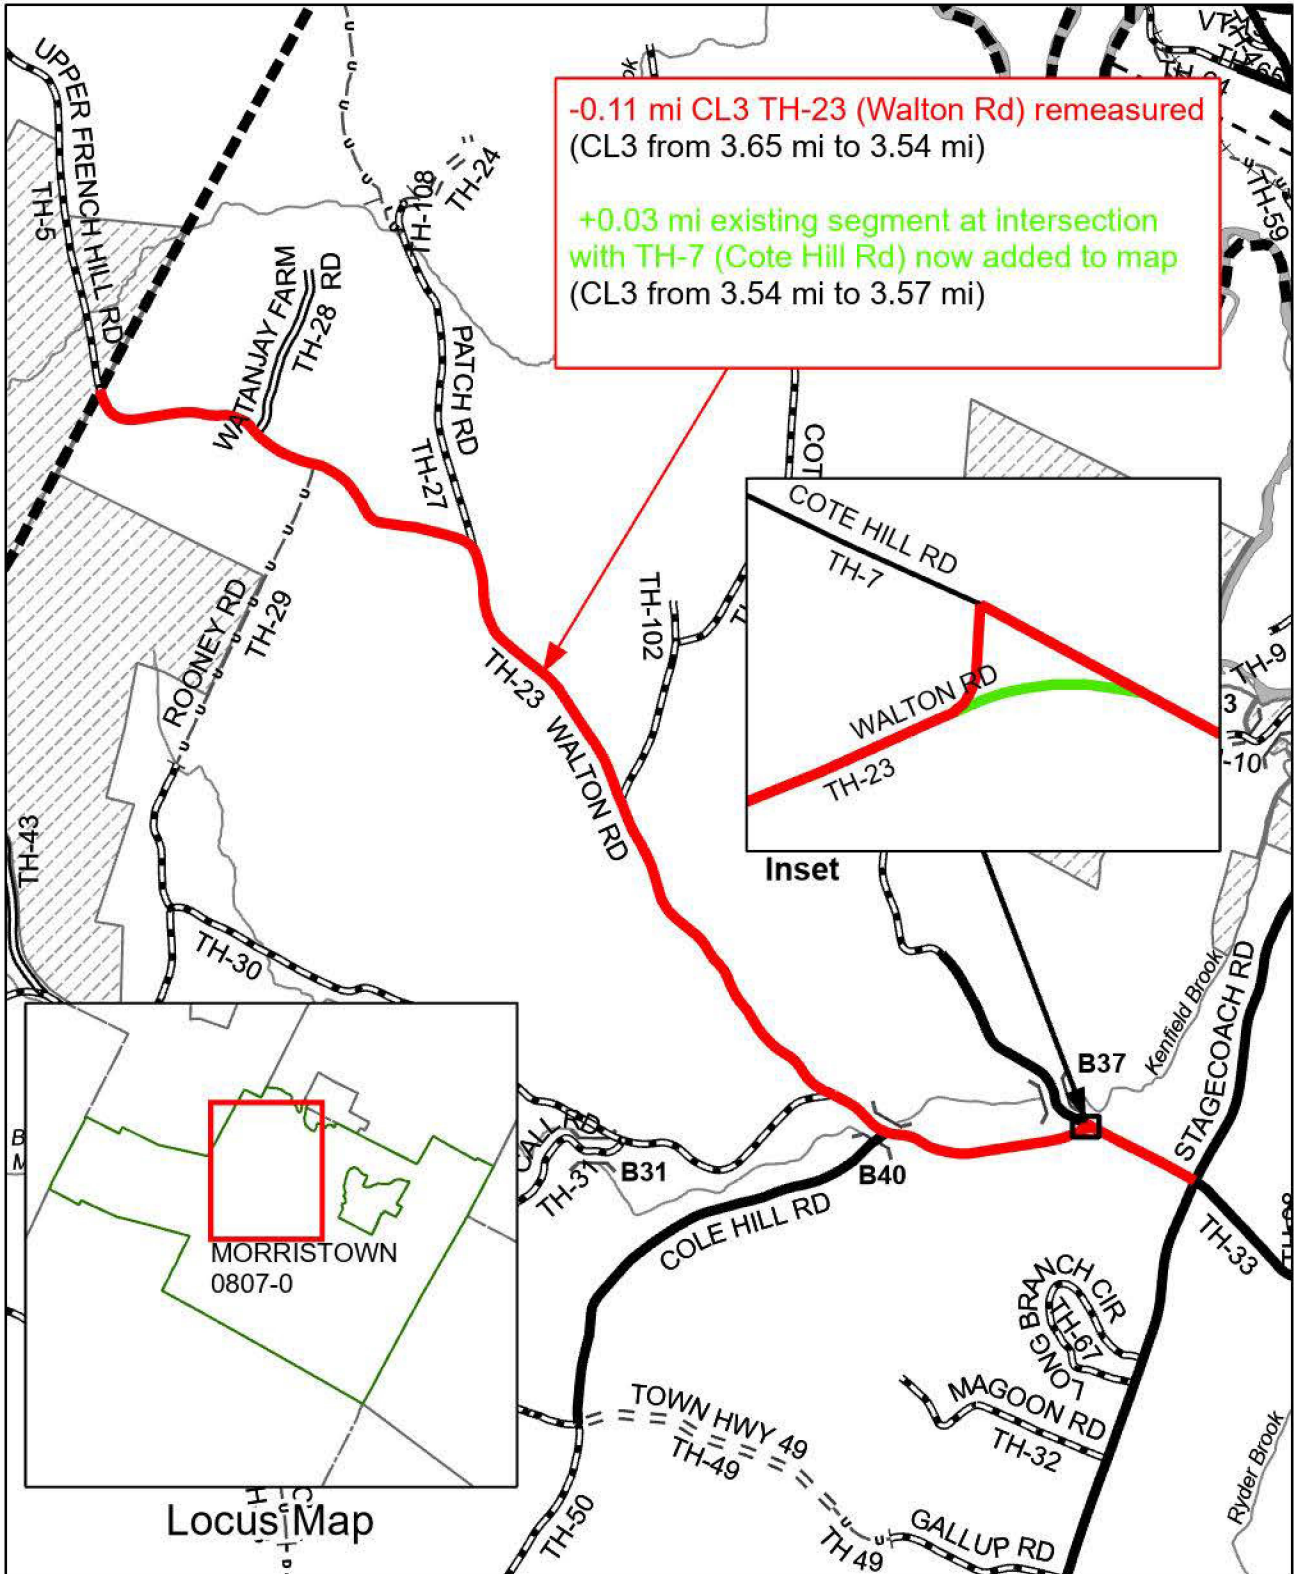 UPPER FRENCH HILL RD
TH-5
TH-108
TH-24
-0.11 mi CL3 TH-23 (Walton Rd) remeasured
(CL3 from 3.65 mi to 3.54 mi)
+0.03 mi existing segment at intersection
with TH-7 (Cote Hill Rd) now added to map
(CL3 from 3.54 mi to 3.57 mi)
TH-59
WATANJAY FARM
RD
TH-28
PATCH RD
TH-27
COT
COTE HILL RD
TH-7
WALTON RD
TH-23
Inset
ROONEY RD
TH-29
TH-102
TH-23
WALTON RD
TH-9
3
-10
TH-43
TH-30
Kenfield Brook
STAGECOACH RD
B37
B31
TH-31
B40
COLE HILL RD
TH-33
MORRISTOWN
0807-0
Locus Map
LONG BRANCH CIR
TH-67
MAGOON RD
TH-32
TOWN HWY 49
TH-49
TH-50
TH 49
GALLUP RD
Ryder Brook